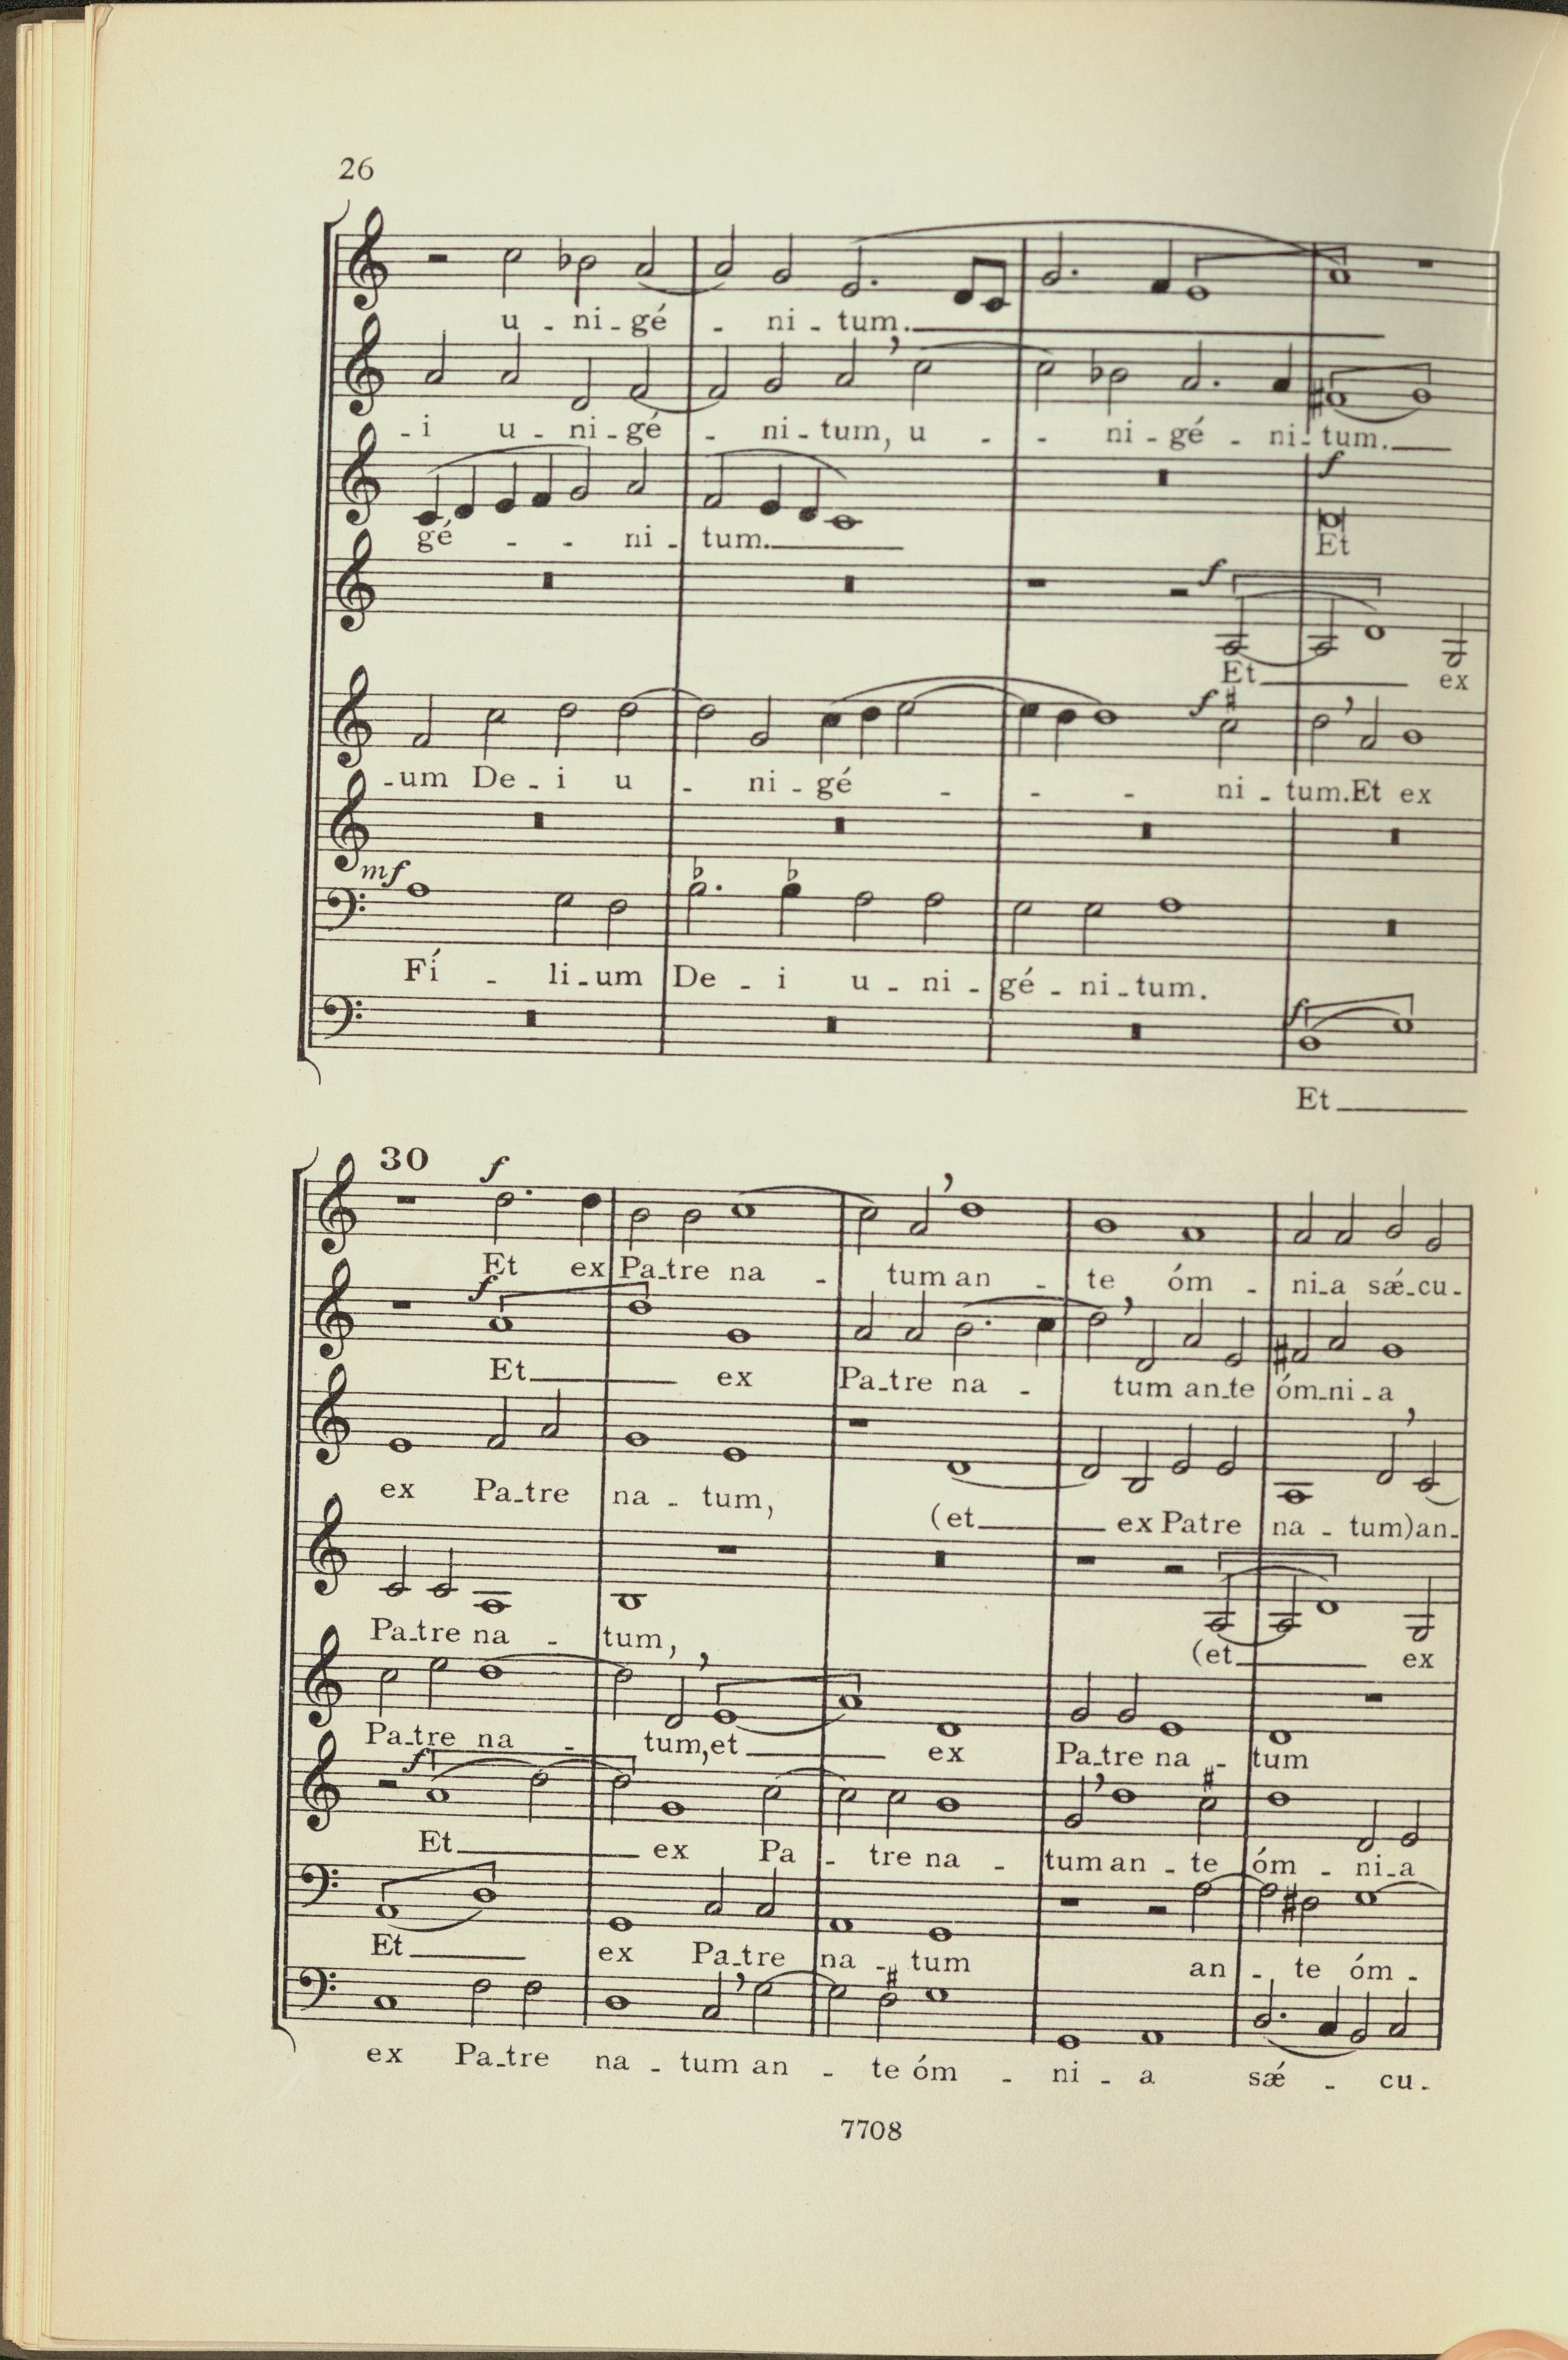 26
u - ni - gé - ni - tum.
- i u - ni - gé - ni - tum, u - - ni - gé - ni - tum.
f
gé - - ni - tum. Et
f
Et ex
f
- um De - i u - ni - gé - - - ni - tum. Et ex
mf
Fí - li - um De - i u - ni - gé - ni - tum.
f
Et
30
f
Et ex Pa - tre na - tum an - te óm - ni - a sǽ - cu -
f
Et ex Pa - tre na - tum an - te óm - ni - a
ex Pa - tre na - tum, (et ex Patre na - tum) an -
Pa - tre na - tum, (et ex
Pa - tre na - tum, et ex Pa - tre na - tum
f
Et ex Pa - tre na - tum an - te óm - ni - a
Et ex Pa - tre na - tum an - te óm -
ex Pa - tre na - tum an - te óm - ni - a sǽ - cu -
7708